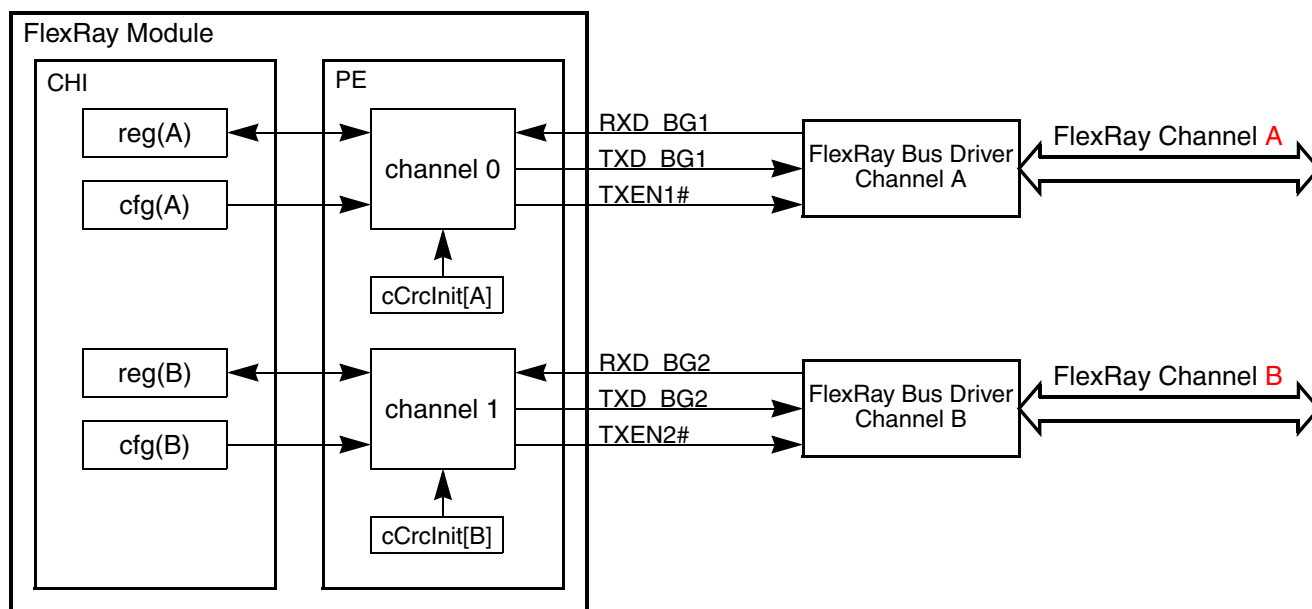 FlexRay Module
CHI
PE
reg(A)
cfg(A)
channel 0
cCrcInit[A]
RXD_BG1
TXD_BG1
TXEN1#
FlexRay Bus Driver
Channel A
FlexRay Channel A
reg(B)
cfg(B)
channel 1
cCrcInit[B]
RXD_BG2
TXD_BG2
TXEN2#
FlexRay Bus Driver
Channel B
FlexRay Channel B